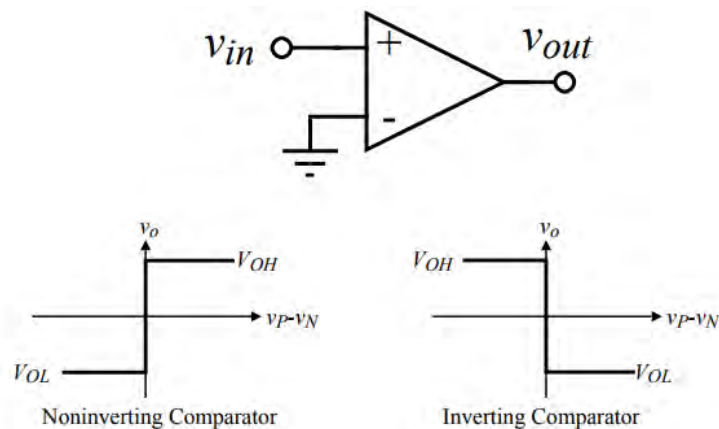 v_in + v_out
-
v_o v_o
V_OH V_OH
v_P-v_N v_P-v_N
V_OL V_OL
Noninverting Comparator Inverting Comparator